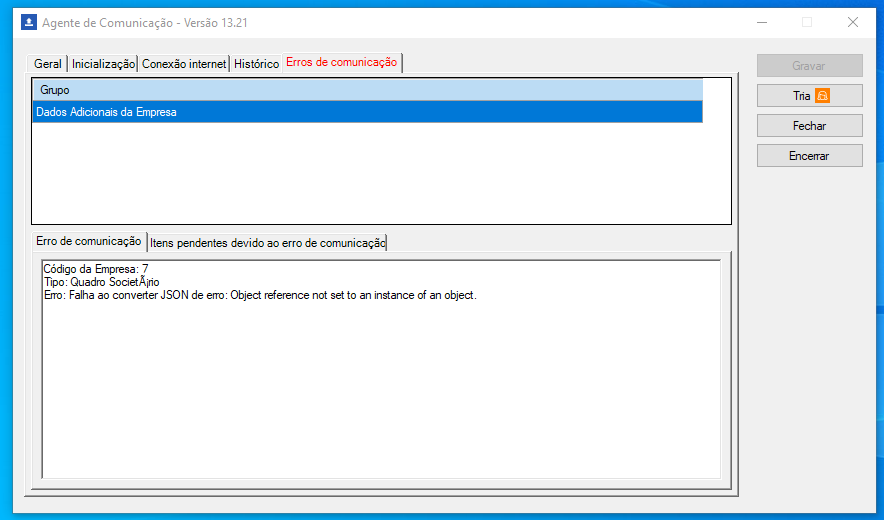 Agente de Comunicação - Versão 13.21
Geral
Inicialização
Conexão internet
Histórico
Erros de comunicação
Gravar
Tria
Fechar
Encerrar
Grupo
Dados Adicionais da Empresa
Erro de comunicação
Itens pendentes devido ao erro de comunicação
Código da Empresa: 7
Tipo: Quadro SocietÃ¡rio
Erro: Falha ao converter JSON de erro: Object reference not set to an instance of an object.